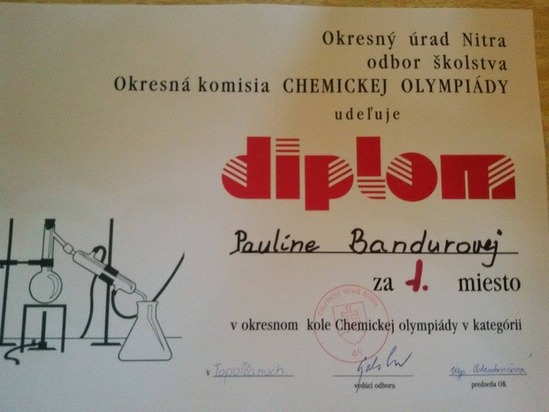 Okresný úrad Nitra
odbor školstva
Okresná komisia CHEMICKEJ OLYMPIÁDY
udeľuje
diplom
Pauline Bandurovej
za 1. miesto
v okresnom kole Chemickej olympiády v kategórii
v Topoľčanoch
vedúci odboru
predseda OK